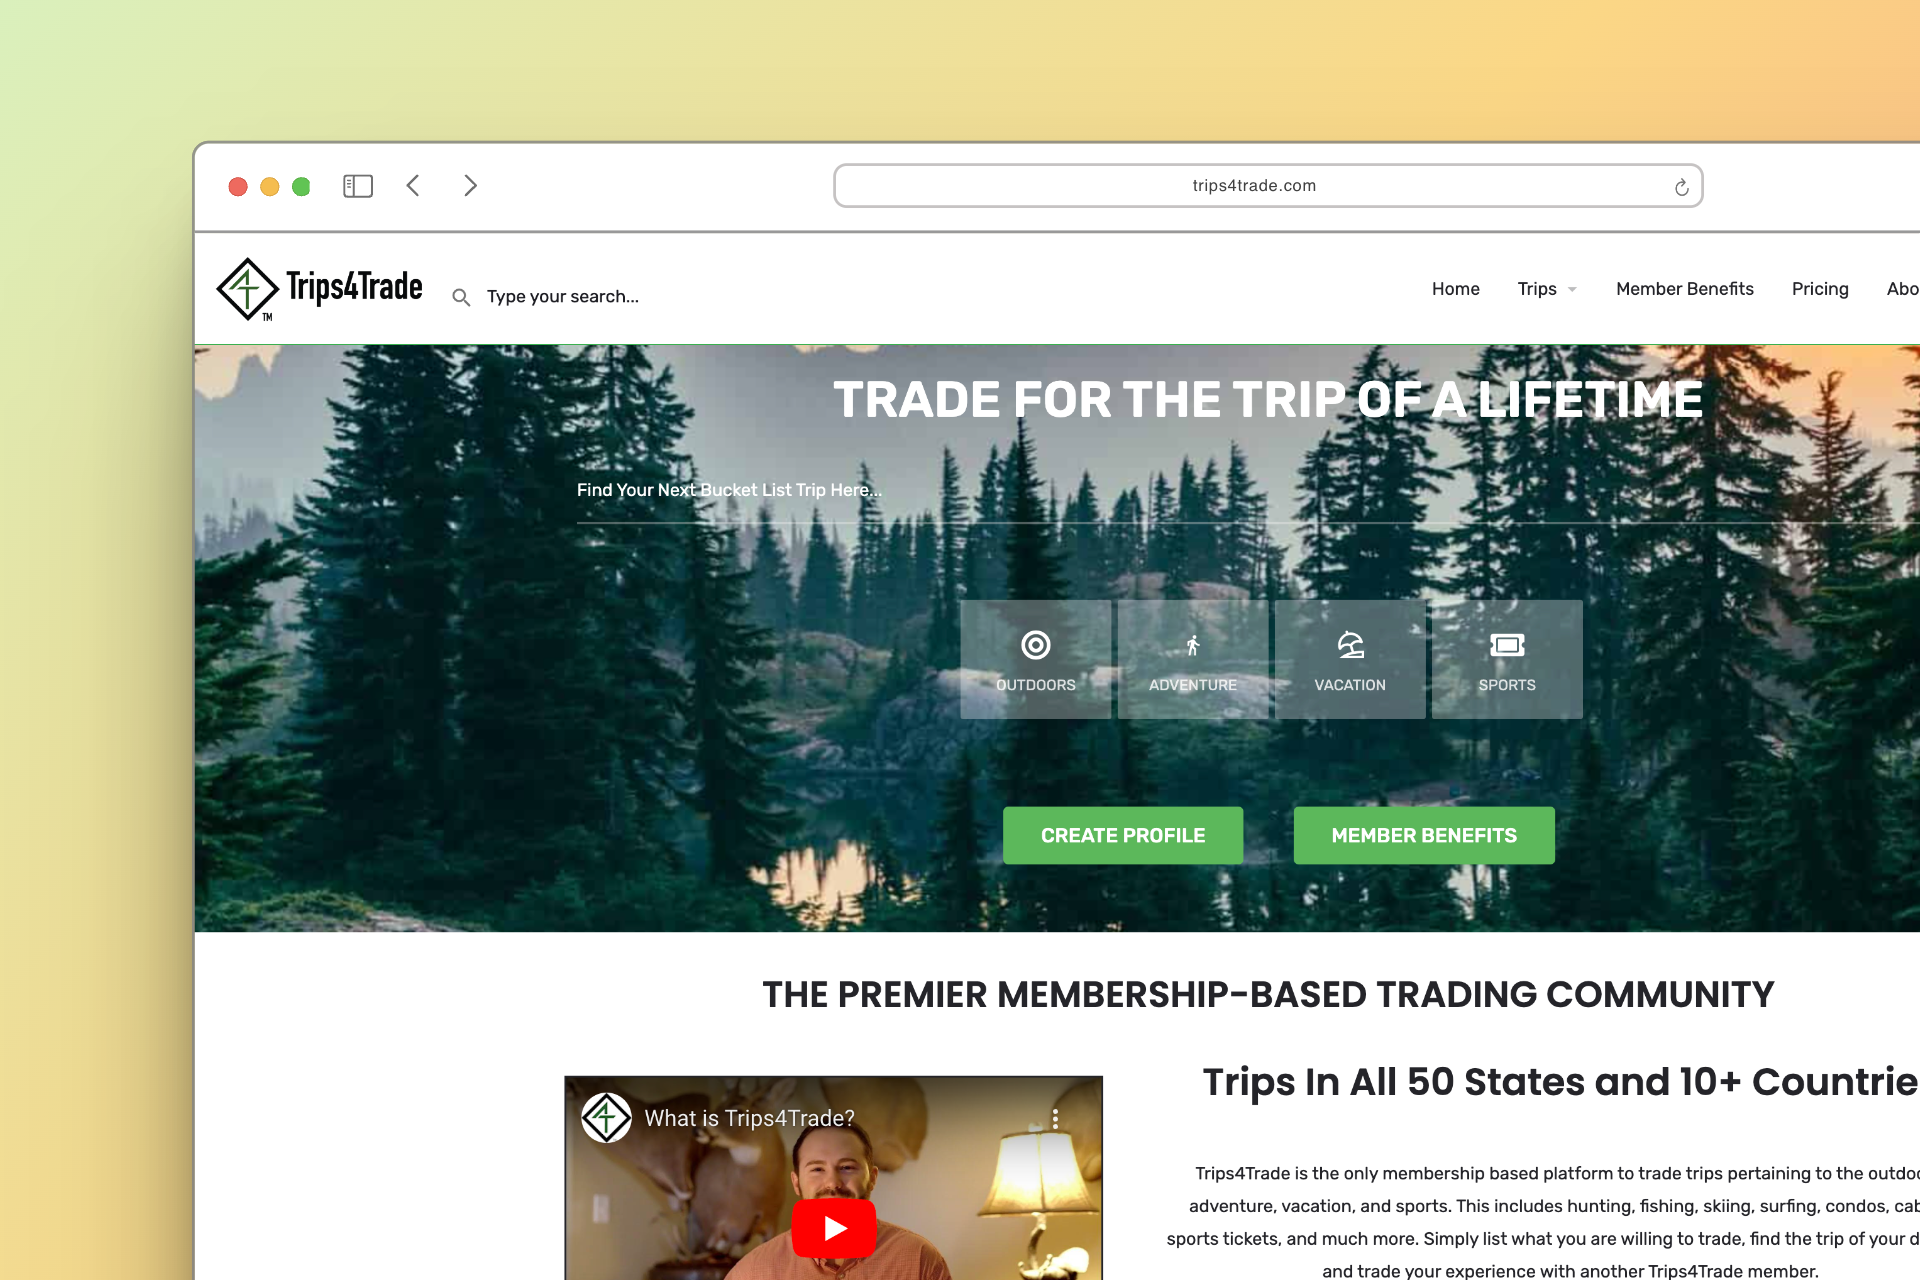 trips4trade.com
Trips4Trade
TM
Type your search...
Home
Trips
Member Benefits
Pricing
Abo
TRADE FOR THE TRIP OF A LIFETIME
Find Your Next Bucket List Trip Here...
OUTDOORS
ADVENTURE
VACATION
SPORTS
CREATE PROFILE
MEMBER BENEFITS
THE PREMIER MEMBERSHIP-BASED TRADING COMMUNITY
What is Trips4Trade?
Trips In All 50 States and 10+ Countrie
Trips4Trade is the only membership based platform to trade trips pertaining to the outdoo
adventure, vacation, and sports. This includes hunting, fishing, skiing, surfing, condos, cab
sports tickets, and much more. Simply list what you are willing to trade, find the trip of your d
and trade your experience with another Trips4Trade member.